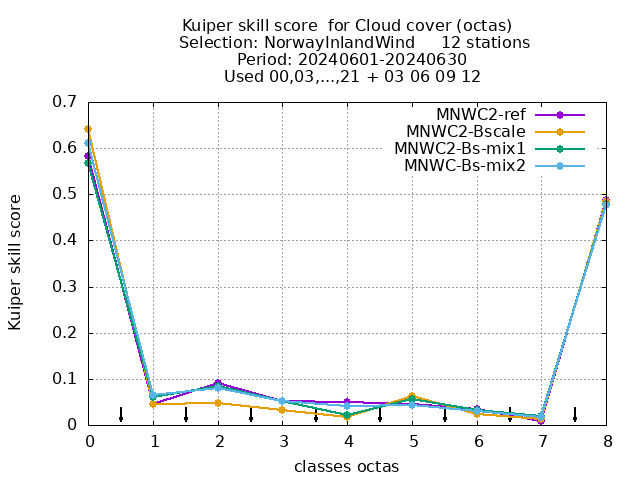 Kuiper skill score  for Cloud cover (octas)
Selection: NorwayInlandWind     12 stations
Period: 20240601-20240630
Used 00,03,...,21 + 03 06 09 12
MNWC2-ref
MNWC2-Bscale
MNWC2-Bs-mix1
MNWC-Bs-mix2
Kuiper skill score
0.7
0.6
0.5
0.4
0.3
0.2
0.1
0
0 1 2 3 4 5 6 7 8
classes octas